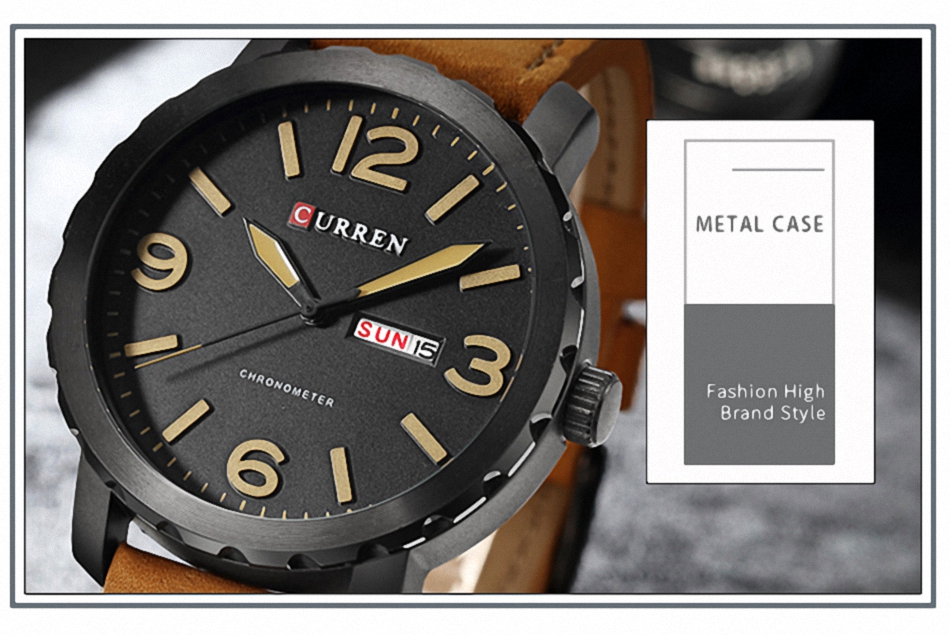 12
CURREN
9
SUN 15
3
CHRONOMETER
6
METAL CASE
Fashion High
Brand Style